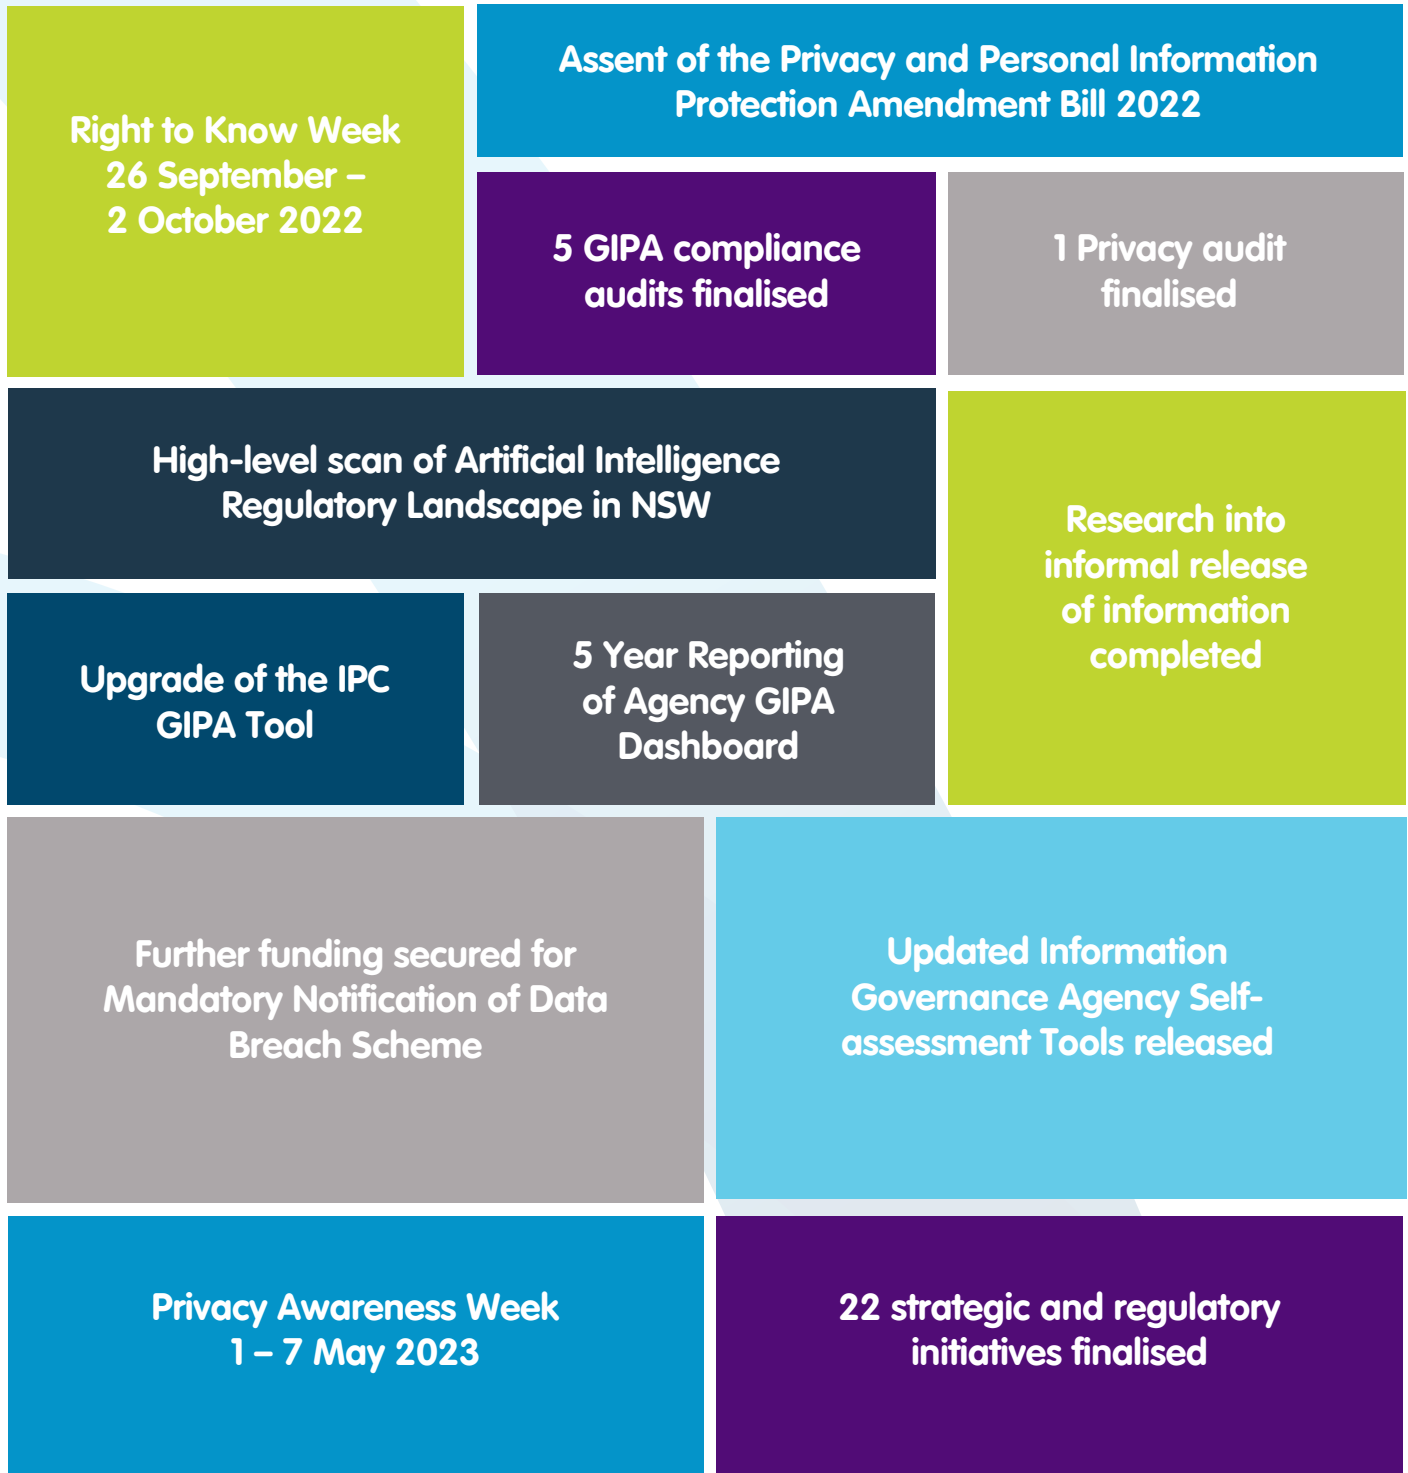 Right to Know Week
26 September –
2 October 2022
Assent of the Privacy and Personal Information
Protection Amendment Bill 2022
5 GIPA compliance
audits finalised
1 Privacy audit
finalised
High-level scan of Artificial Intelligence
Regulatory Landscape in NSW
Research into
informal release
of information
completed
Upgrade of the IPC
GIPA Tool
5 Year Reporting
of Agency GIPA
Dashboard
Further funding secured for
Mandatory Notification of Data
Breach Scheme
Updated Information
Governance Agency Self-
assessment Tools released
Privacy Awareness Week
1 – 7 May 2023
22 strategic and regulatory
initiatives finalised